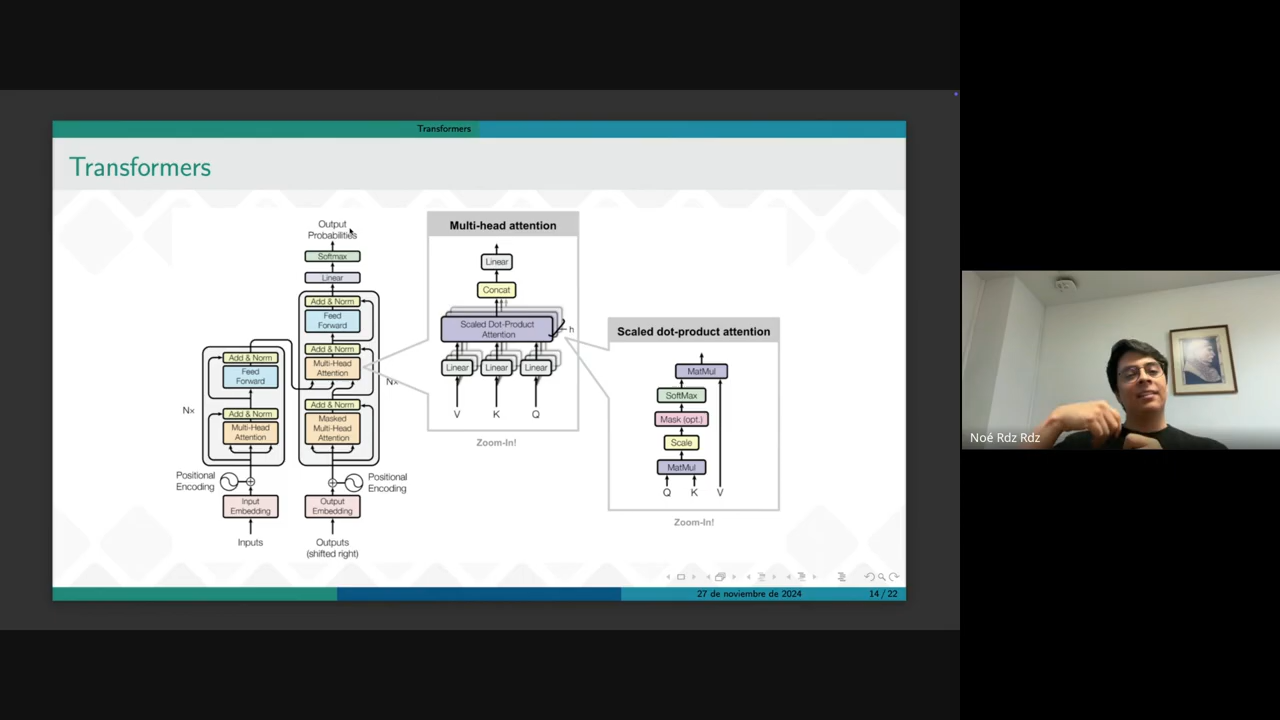 Transformers
Transformers
Output
Probabilities
Softmax
Linear
Add & Norm
Feed
Forward
Add & Norm
Multi-Head
Attention
Nx
Add & Norm
Masked
Multi-Head
Attention
Add & Norm
Feed
Forward
Nx
Add & Norm
Multi-Head
Attention
Positional
Encoding
Positional
Encoding
Input
Embedding
Output
Embedding
Inputs
Outputs
(shifted right)
Multi-head attention
Linear
Concat
Scaled Dot-Product
Attention
h
Linear Linear Linear
V K Q
Zoom-In!
Scaled dot-product attention
MatMul
SoftMax
Mask (opt.)
Scale
MatMul
Q K V
Zoom-In!
27 de noviembre de 2024
14 / 22
Noé Rdz Rdz